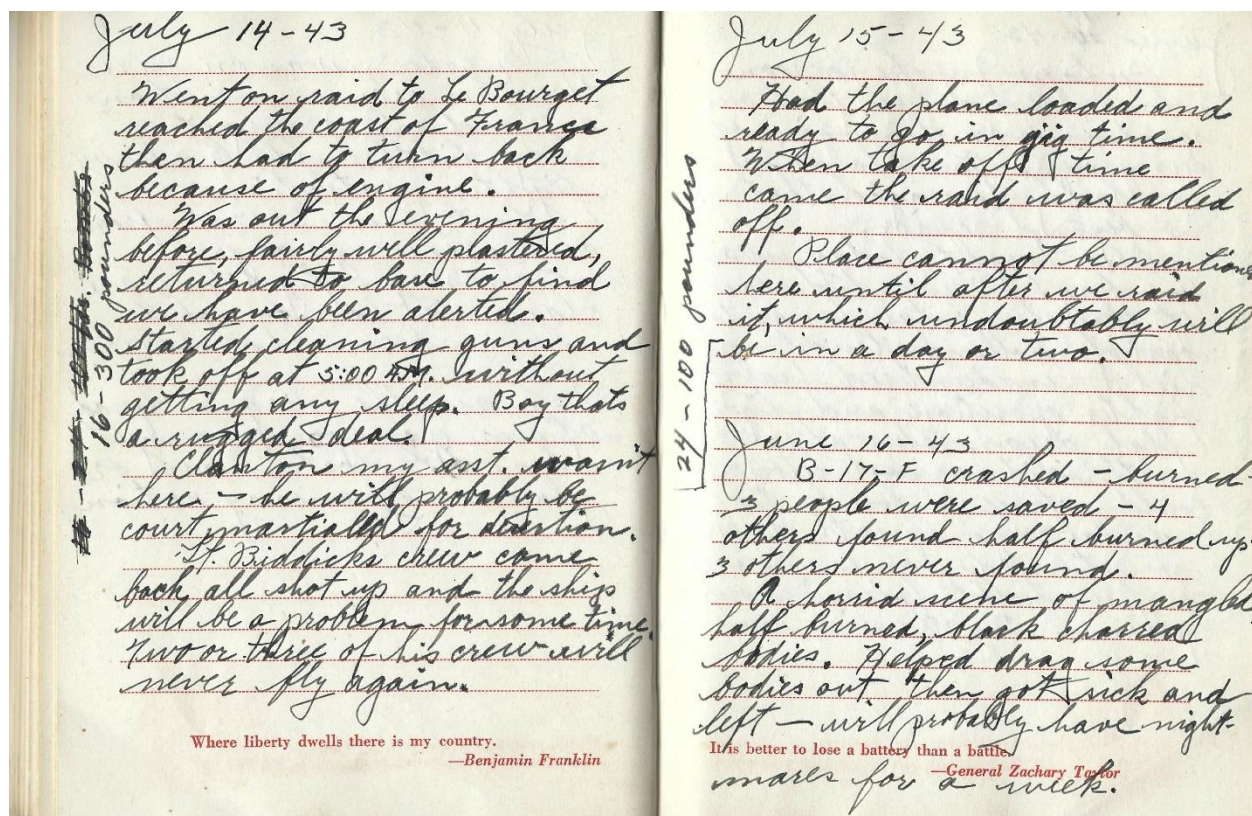 July 14-43
Went on raid to Le Bourget
reached the coast of France
then had to turn back
because of engine.
Was out the evening
before, fairly well plastered,
returned to base to find
we have been alerted.
Started cleaning guns and
took off at 5:00 A.M. without
getting any sleep. Boy thats
a rugged deal.
Clanton my asst. wasn't
here - he will probably be
court martialed for desertion.
Lt. Biddicks crew came
back all shot up and the ship
will be a problem for some time.
Two or three of his crew will
never fly again.
16-300 pounders
Where liberty dwells there is my country.
—Benjamin Franklin
July 15-43
Had the plane loaded and
ready to go in gig time.
When take off time
came the raid was called
off.
Place cannot be mentione
here until after we raid
it, which undoubtably will
be in a day or two.
24-100 pounders
June 16-43
B-17-F crashed - burned-
3 people were saved - 4
others found half burned up-
3 others never found.
A horrid scene of mangled
half burned, black charred
bodies. Helped drag some
bodies out then got sick and
left - will probably have night-
mares for a week.
It is better to lose a battery than a battle.
—General Zachary Taylor